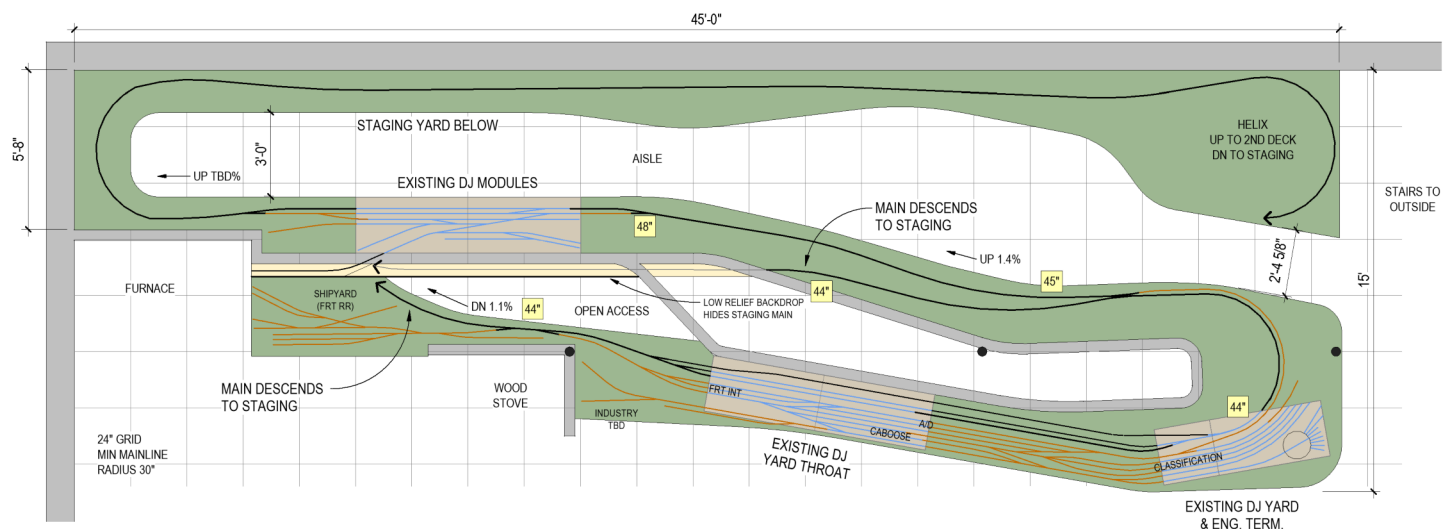 45'-0"
5'-8"
STAGING YARD BELOW
3'-0"
AISLE
HELIX
UP TO 2ND DECK
DN TO STAGING
UP TBD%
EXISTING DJ MODULES
STAIRS TO
OUTSIDE
48"
MAIN DESCENDS
TO STAGING
UP 1.4%
2'-4 5/8"
15'
45"
FURNACE
SHIPYARD
(FRT RR)
DN 1.1%
44"
OPEN ACCESS
LOW RELIEF BACKDROP
HIDES STAGING MAIN
44"
MAIN DESCENDS
TO STAGING
WOOD
STOVE
FRT INT
INDUSTRY
TBD
CABOOSE
A/D
44"
CLASSIFICATION
24" GRID
MIN MAINLINE
RADIUS 30"
EXISTING DJ
YARD THROAT
EXISTING DJ YARD
& ENG. TERM.